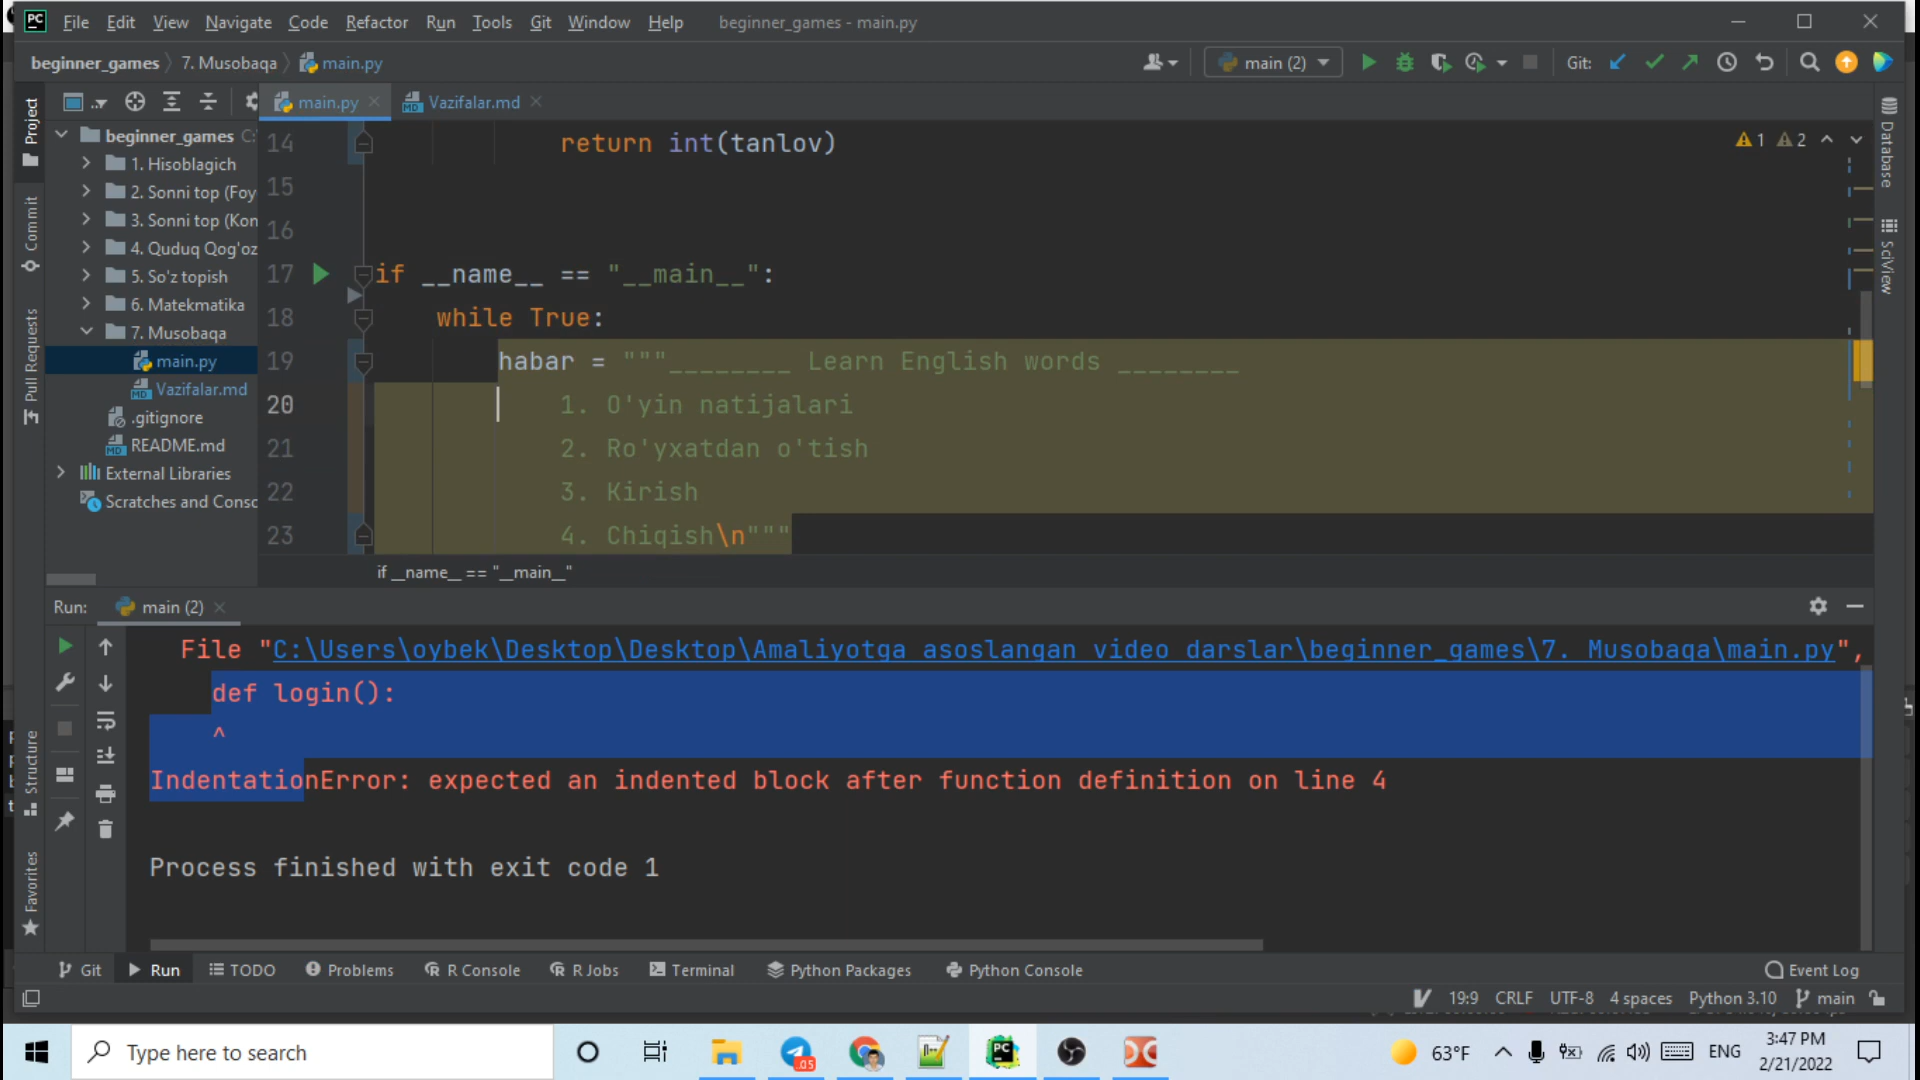 File Edit View Navigate Code Refactor Run Tools Git Window Help beginner_games - main.py
beginner_games 7. Musobaqa main.py main (2) Git:
main.py Vazifalar.md
Project
Commit
Pull Requests
Structure
Favorites
beginner_games C:
1. Hisoblagich
2. Sonni top (Foy
3. Sonni top (Kon
4. Quduq Qog'oz
5. So'z topish
6. Matekmatika
7. Musobaqa
main.py
Vazifalar.md
.gitignore
README.md
External Libraries
Scratches and Consc
14 return int(tanlov)
15
16
17 if __name__ == "__main__":
18 while True:
19 habar = """________ Learn English words ________
20 1. O'yin natijalari
21 2. Ro'yxatdan o'tish
22 3. Kirish
23 4. Chiqish\n"""
1 2
Database
SciView
if __name__ == "__main__"
Run: main (2)
File "C:\Users\oybek\Desktop\Desktop\Amaliyotga asoslangan video darslar\beginner_games\7. Musobaqa\main.py",
def login():
^
IndentationError: expected an indented block after function definition on line 4
Process finished with exit code 1
Git Run TODO Problems R Console R Jobs Terminal Python Packages Python Console Event Log
19:9 CRLF UTF-8 4 spaces Python 3.10 main
Type here to search
.05
63°F ENG
3:47 PM
2/21/2022